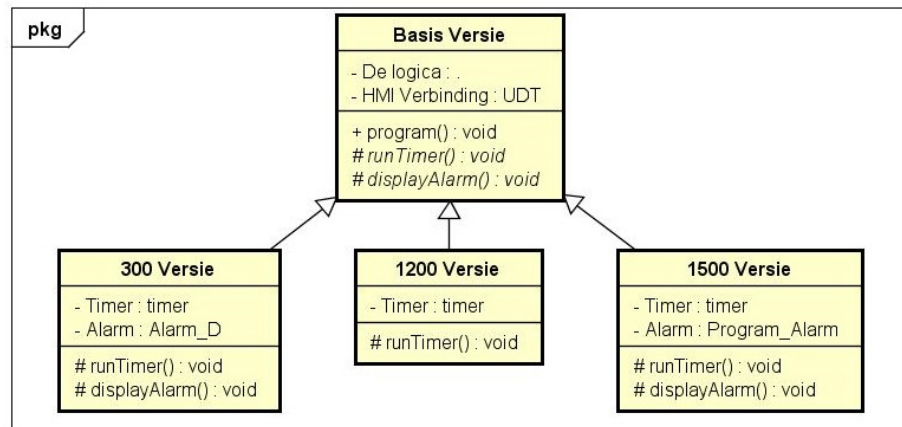 pkg
Basis Versie
- De logica : .
- HMI Verbinding : UDT
+ program() : void
# runTimer() : void
# displayAlarm() : void
300 Versie
- Timer : timer
- Alarm : Alarm_D
# runTimer() : void
# displayAlarm() : void
1200 Versie
- Timer : timer
# runTimer() : void
1500 Versie
- Timer : timer
- Alarm : Program_Alarm
# runTimer() : void
# displayAlarm() : void